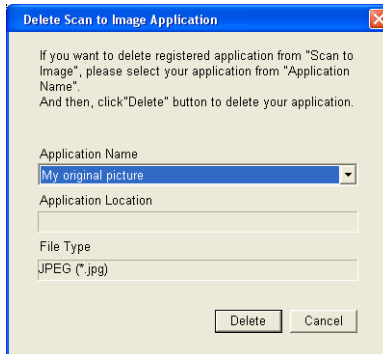 Delete Scan to Image Application
If you want to delete registered application from "Scan to
Image", please select your application from "Application
Name".
And then, click"Delete" button to delete your application.
Application Name
My original picture
Application Location
File Type
JPEG (*.jpg)
Delete Cancel